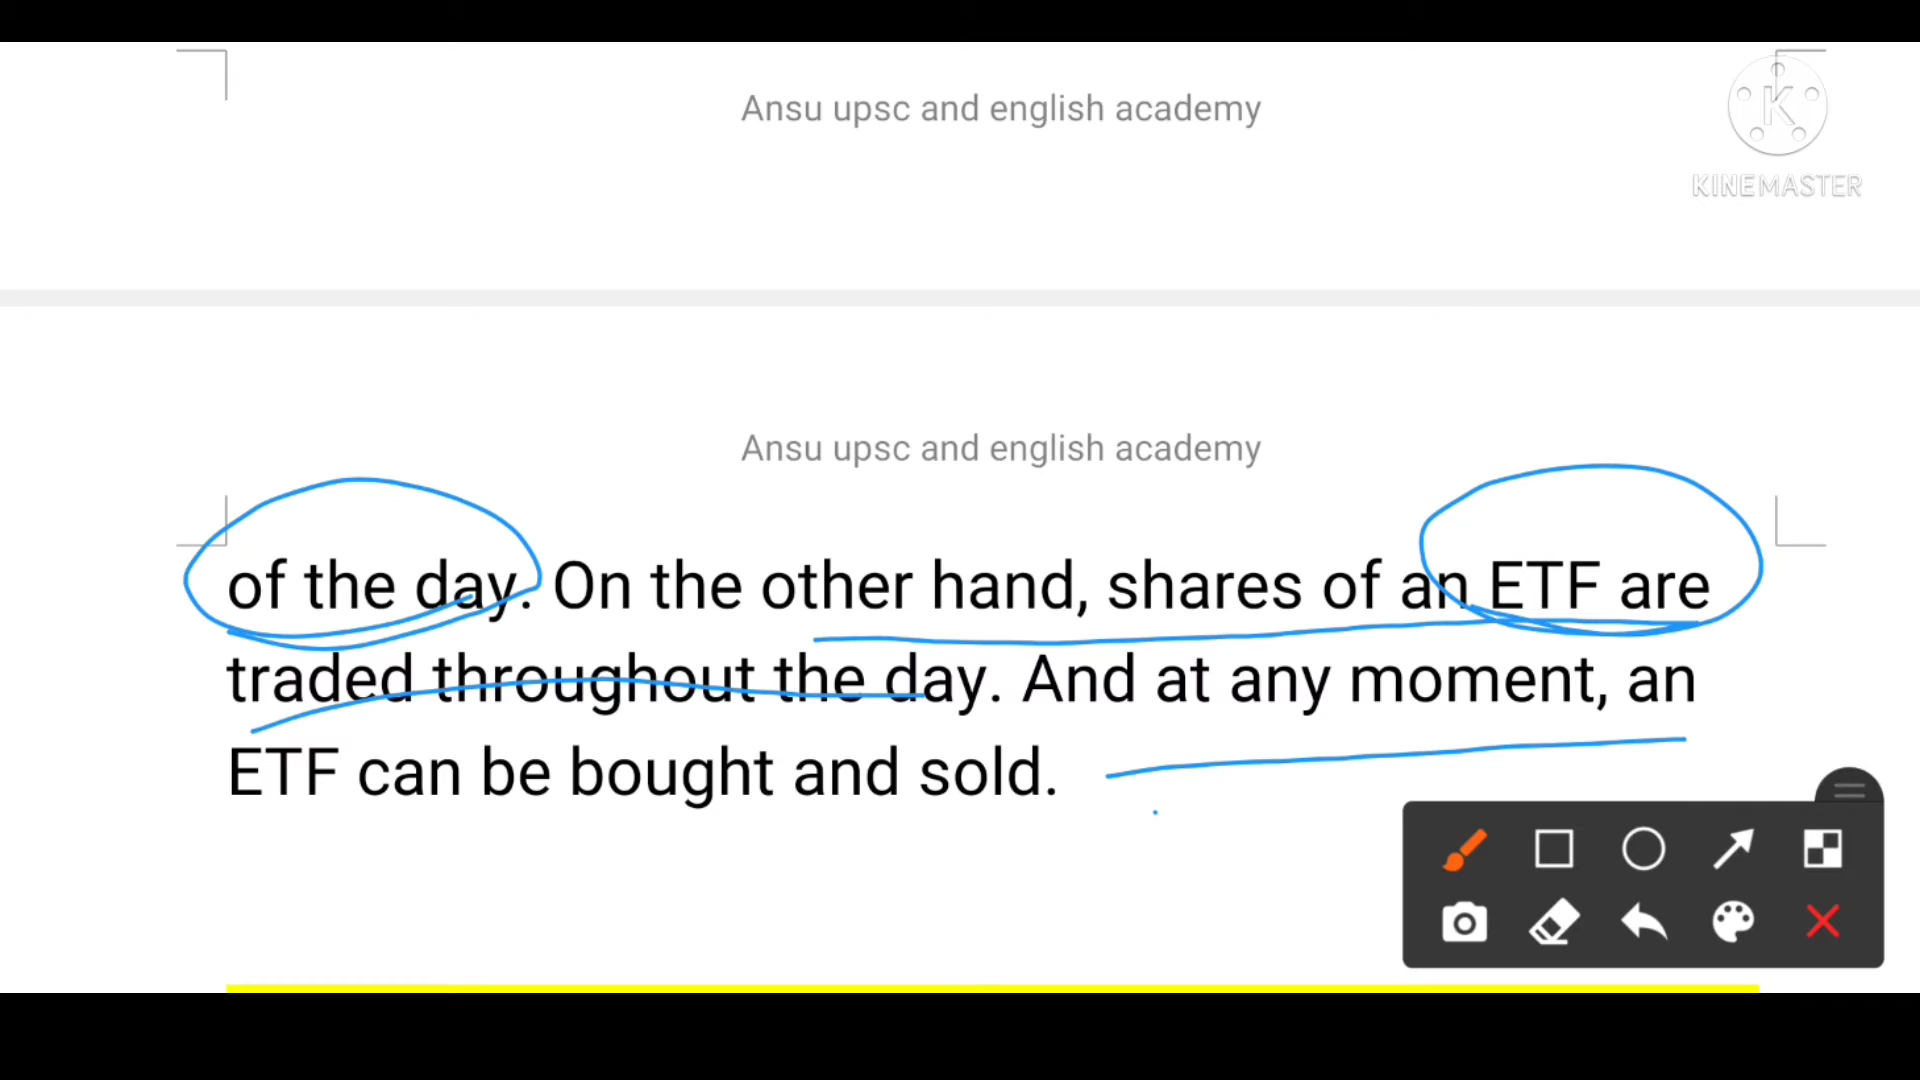 Ansu upsc and english academy
KINEMASTER
Ansu upsc and english academy
of the day. On the other hand, shares of an ETF are
traded throughout the day. And at any moment, an
ETF can be bought and sold.